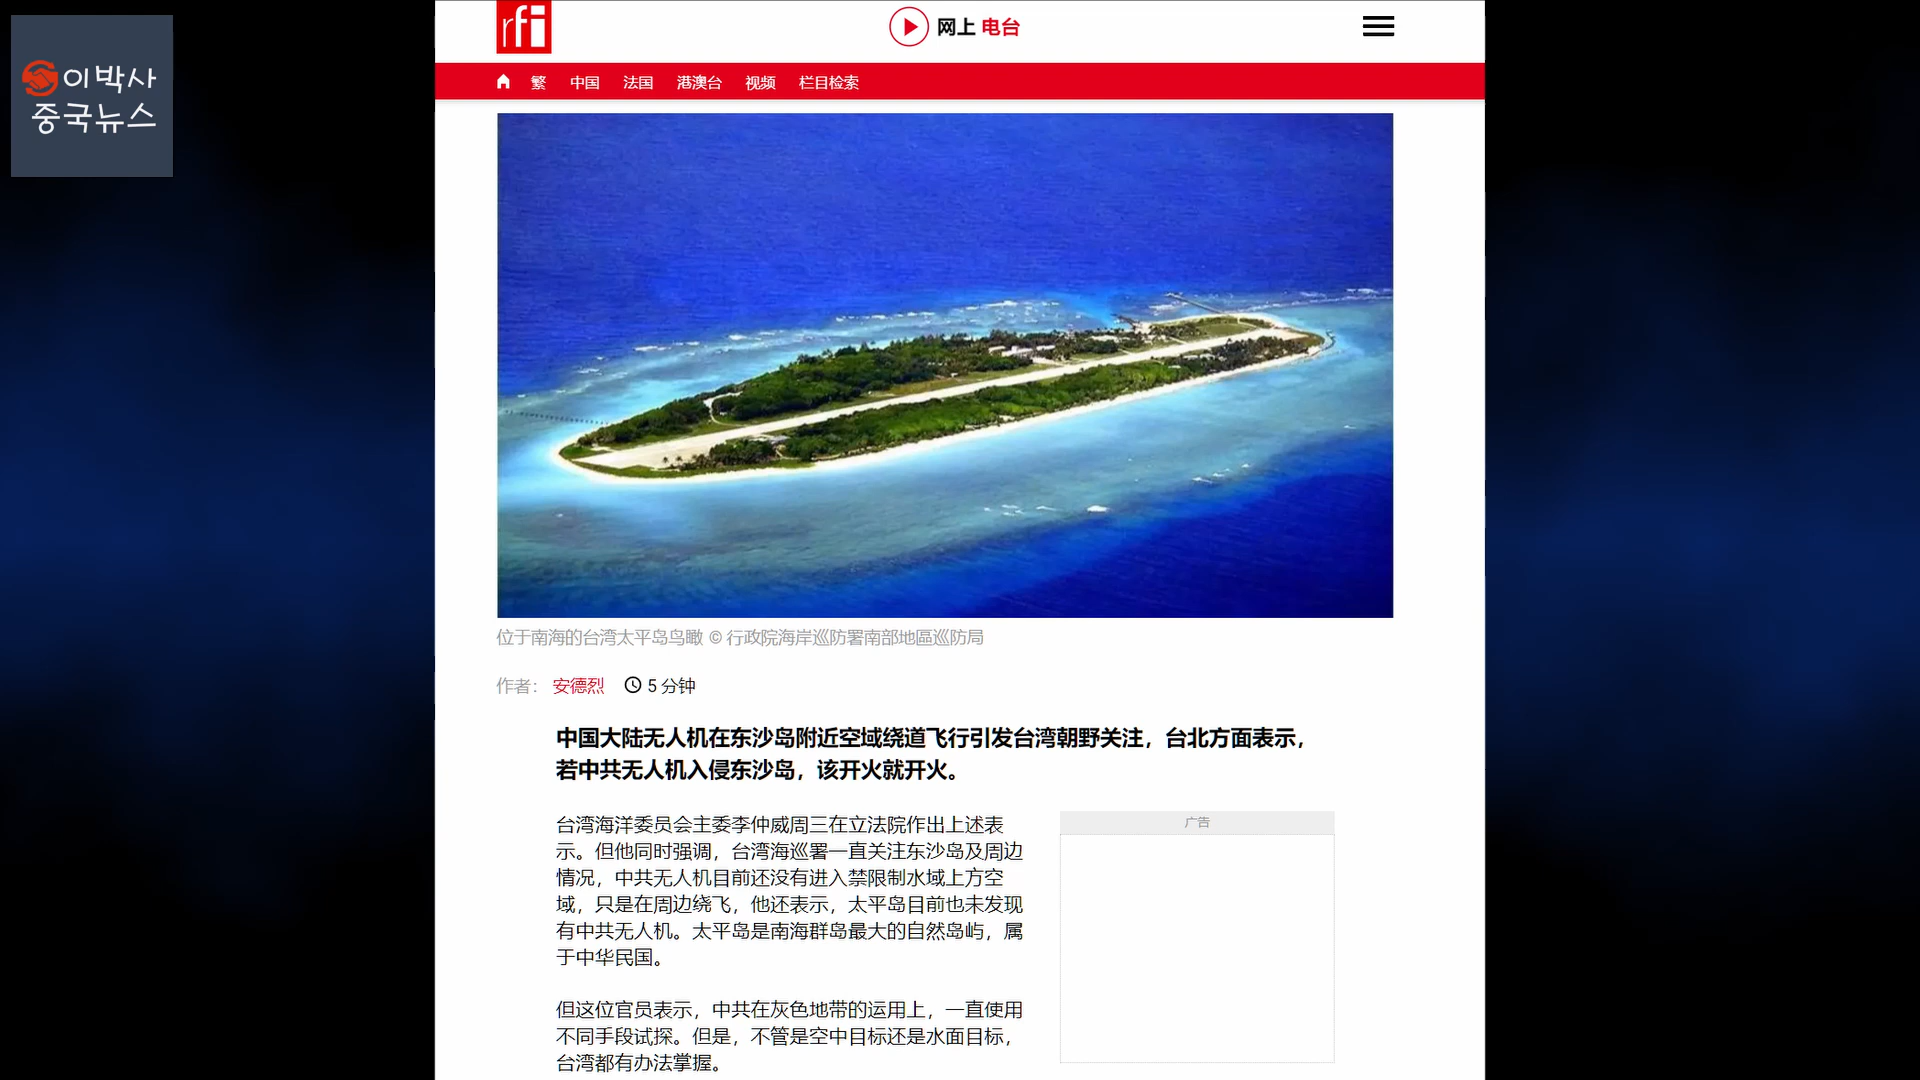 이박사
중국뉴스
rfi
网上 电台
繁 中国 法国 港澳台 视频 栏目检索
位于南海的台湾太平岛鸟瞰 © 行政院海岸巡防署南部地區巡防局
作者： 安德烈 5 分钟
中国大陆无人机在东沙岛附近空域绕道飞行引发台湾朝野关注，台北方面表示，
若中共无人机入侵东沙岛，该开火就开火。
台湾海洋委员会主委李仲威周三在立法院作出上述表
示。但他同时强调，台湾海巡署一直关注东沙岛及周边
情况，中共无人机目前还没有进入禁限制水域上方空
域，只是在周边绕飞，他还表示，太平岛目前也未发现
有中共无人机。太平岛是南海群岛最大的自然岛屿，属
于中华民国。
广告
但这位官员表示，中共在灰色地带的运用上，一直使用
不同手段试探。但是，不管是空中目标还是水面目标，
台湾都有办法掌握。